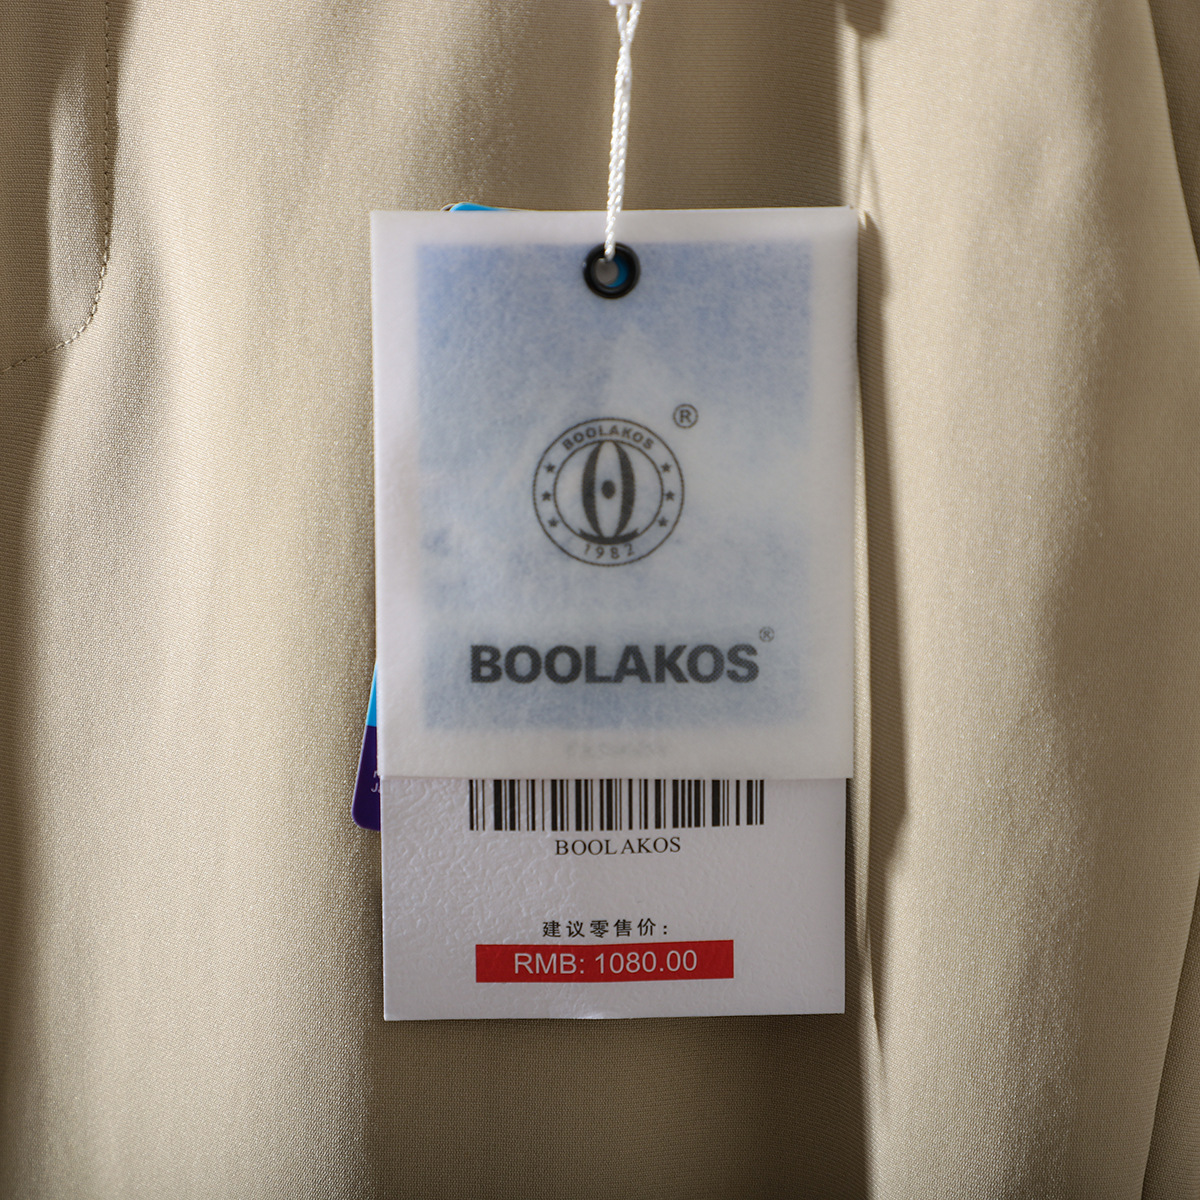 ®
BOOLAKOS
1982
BOOLAKOS®
BOOLAKOS
建议零售价:
RMB: 1080.00